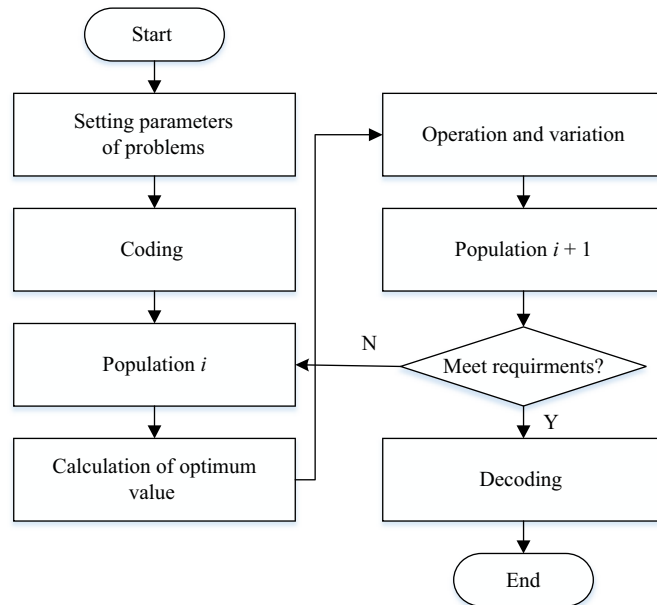 Start
Setting parameters
of problems
Coding
Population i
Calculation of optimum
value
Operation and variation
Population i + 1
N
Meet requirments?
Y
Decoding
End